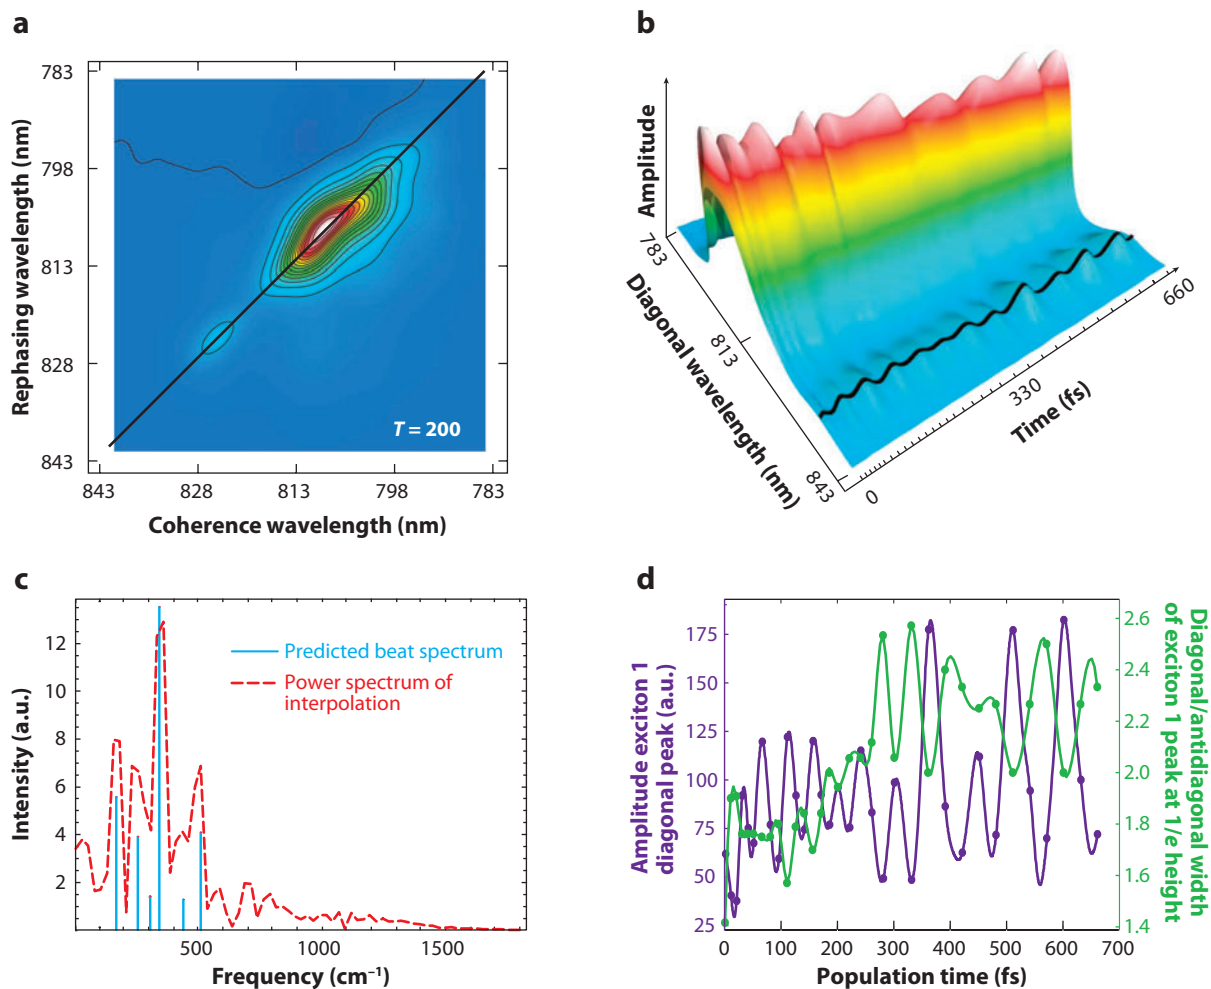 a
783
798
813
828
843
Rephasing wavelength (nm)
T = 200
843
828
813
798
783
Coherence wavelength (nm)
b
Amplitude
783
813
843
Diagonal wavelength (nm)
0
330
660
Time (fs)
c
12
10
8
6
4
2
Intensity (a.u.)
Predicted beat spectrum
Power spectrum of
interpolation
500
1000
1500
Frequency (cm–1)
d
175
150
125
100
75
50
25
Amplitude exciton 1
diagonal peak (a.u.)
2.6
2.4
2.2
2.0
1.8
1.6
1.4
Diagonal/antidiagonal width
of exciton 1 peak at 1/e height
0
100
200
300
400
500
600
700
Population time (fs)